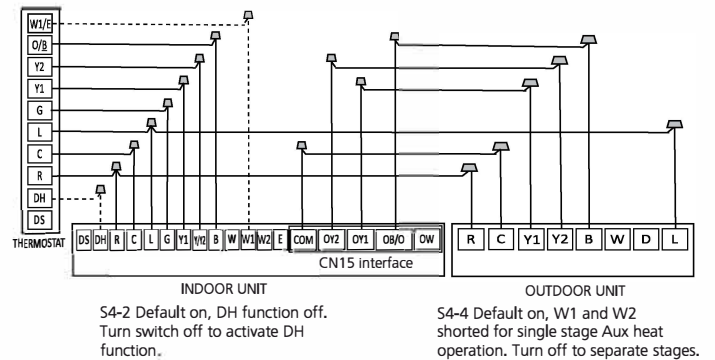 W1/E
O/B
Y2
Y1
G
L
C
R
DH
DS
THERMOSTAT
DS DH R C L G Y1 Y/Y2 B W W1 W2 E COM OY2 OY1 OB/O OW
CN15 interface
INDOOR UNIT
R C Y1 Y2 B W D L
OUTDOOR UNIT
S4-2 Default on, DH function off.
Turn switch off to activate DH
function.
S4-4 Default on, W1 and W2
shorted for single stage Aux heat
operation. Turn off to separate stages.